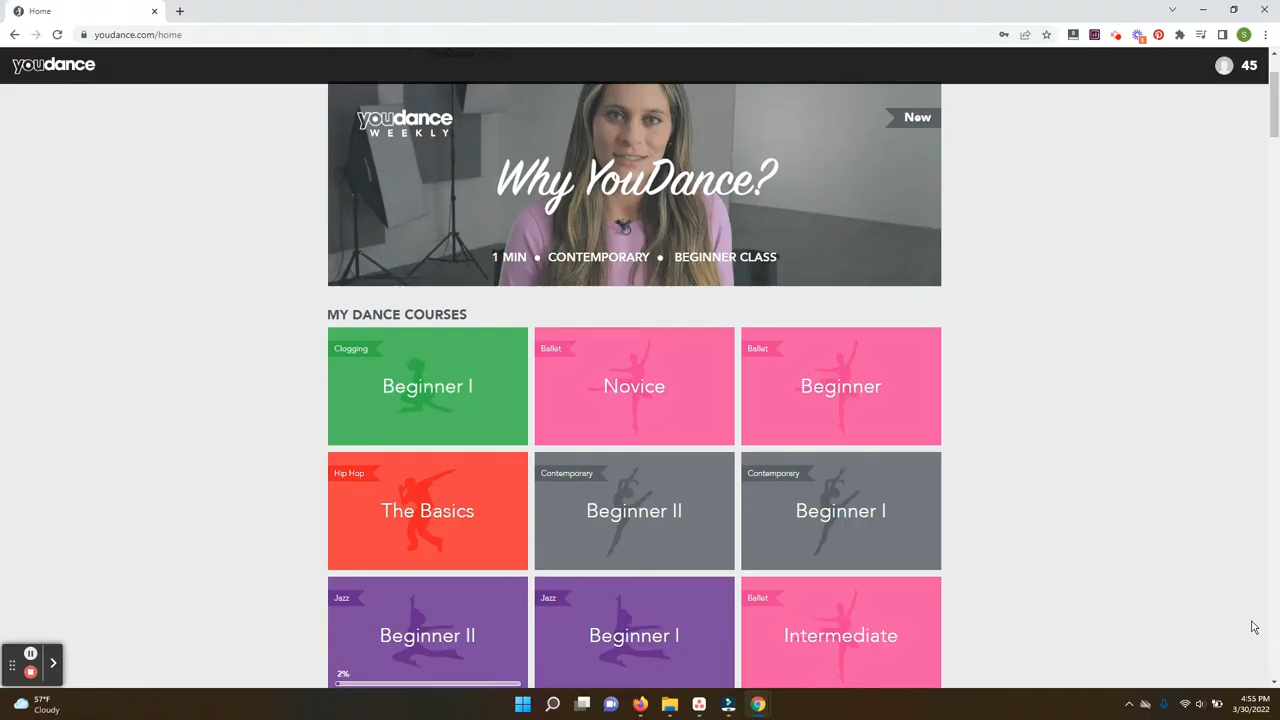 Home
youdance.com/home
youdance
45
youdance
WEEKLY
New
Why YouDance?
1 MIN ● CONTEMPORARY ● BEGINNER CLASS
MY DANCE COURSES
Clogging
Beginner I
Ballet
Novice
Ballet
Beginner
Hip Hop
The Basics
Contemporary
Beginner II
Contemporary
Beginner I
Jazz
Beginner II
2%
Jazz
Beginner I
Ballet
Intermediate
57°F
Cloudy
4:55 PM
3/30/2022